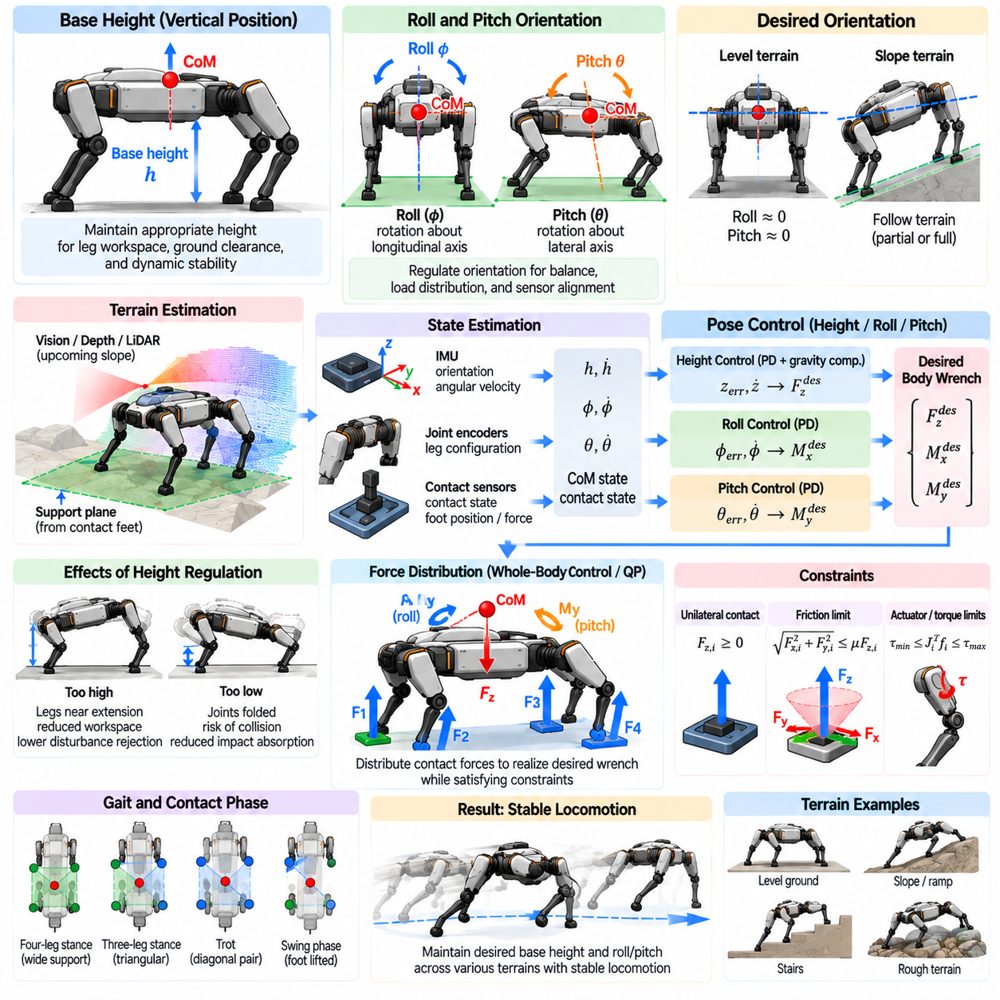 Base Height (Vertical Position)
CoM
Base height
h
Maintain appropriate height
for leg workspace, ground clearance,
and dynamic stability
Roll and Pitch Orientation
Roll ϕ
CoM
Pitch θ
CoM
Roll (ϕ)
rotation about
longitudinal axis
Pitch (θ)
rotation about
lateral axis
Regulate orientation for balance,
load distribution, and sensor alignment
Desired Orientation
Level terrain
Roll ≈ 0
Pitch ≈ 0
Slope terrain
Follow terrain
(partial or full)
Terrain Estimation
Vision / Depth / LiDAR
(upcoming slope)
Support plane
(from contact feet)
State Estimation
z
y
x
IMU
orientation
angular velocity
Joint encoders
leg configuration
Contact sensors
contact state
foot position / force
h, ḣ
ϕ, ϕ̇
θ, θ̇
CoM state
contact state
Pose Control (Height / Roll / Pitch)
Height Control (PD + gravity comp.)
z_err, ż → F_z^des
Roll Control (PD)
ϕ_err, ϕ̇ → M_x^des
Pitch Control (PD)
θ_err, θ̇ → M_y^des
Desired
Body Wrench
F_z^des
M_x^des
M_y^des
Effects of Height Regulation
Too high
Legs near extension
reduced workspace
lower disturbance rejection
Too low
Joints folded
risk of collision
reduced impact absorption
Force Distribution (Whole-Body Control / QP)
(roll)
CoM
My
(pitch)
F_z
F1
F2
F3
F4
Distribute contact forces to realize desired wrench
while satisfying constraints
Constraints
Unilateral contact
F_z,i ≥ 0
Friction limit
√(F_x,i^2 + F_y,i^2) ≤ μF_z,i
F_z
F_y
F_x
Actuator / torque limits
τ_min ≤ J_i^T f_i ≤ τ_max
τ
Gait and Contact Phase
Four-leg stance
(wide support)
Three-leg stance
(triangular)
Trot
(diagonal pair)
Swing phase
(foot lifted)
Result: Stable Locomotion
Maintain desired base height and roll/pitch
across various terrains with stable locomotion
Terrain Examples
Level ground
Slope / ramp
Stairs
Rough terrain